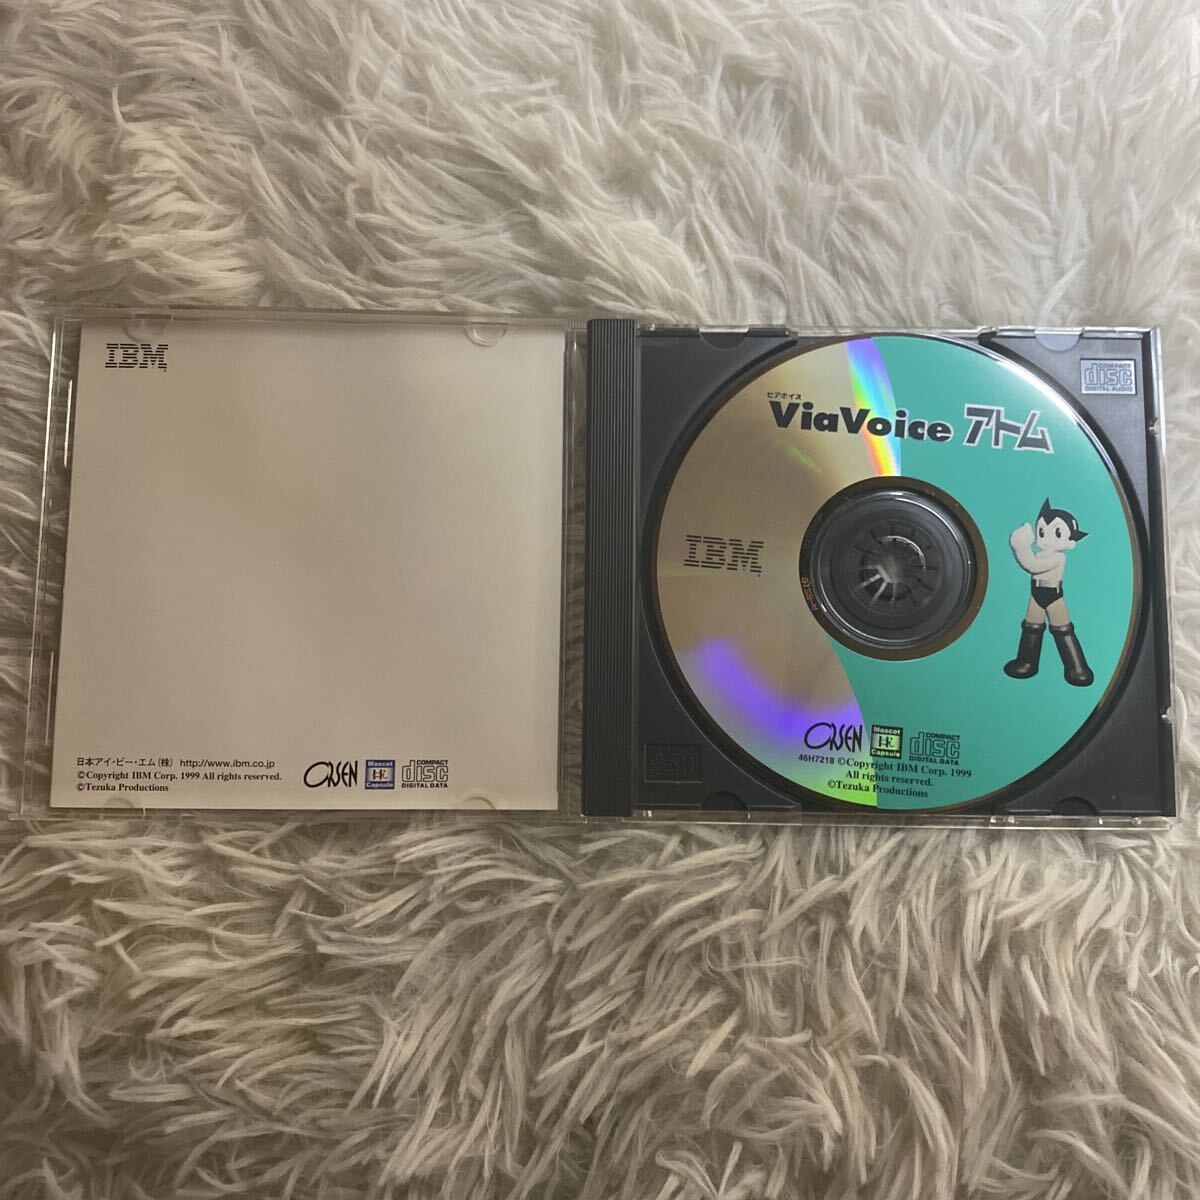 IBM
日本アイ・ビー・エム(株) http://www.ibm.co.jp
©Copyright IBM Corp. 1999 All rights reserved.
©Tezuka Productions
ORSEN
Mascot
Capsule
COMPACT
disc
DIGITAL DATA
COMPACT
disc
DIGITAL AUDIO
ビアボイス
ViaVoice アトム
IBM
ORSEN
Mascot
Capsule
COMPACT
disc
DIGITAL DATA
46H7218 ©Copyright IBM Corp. 1999
All rights reserved.
©Tezuka Productions